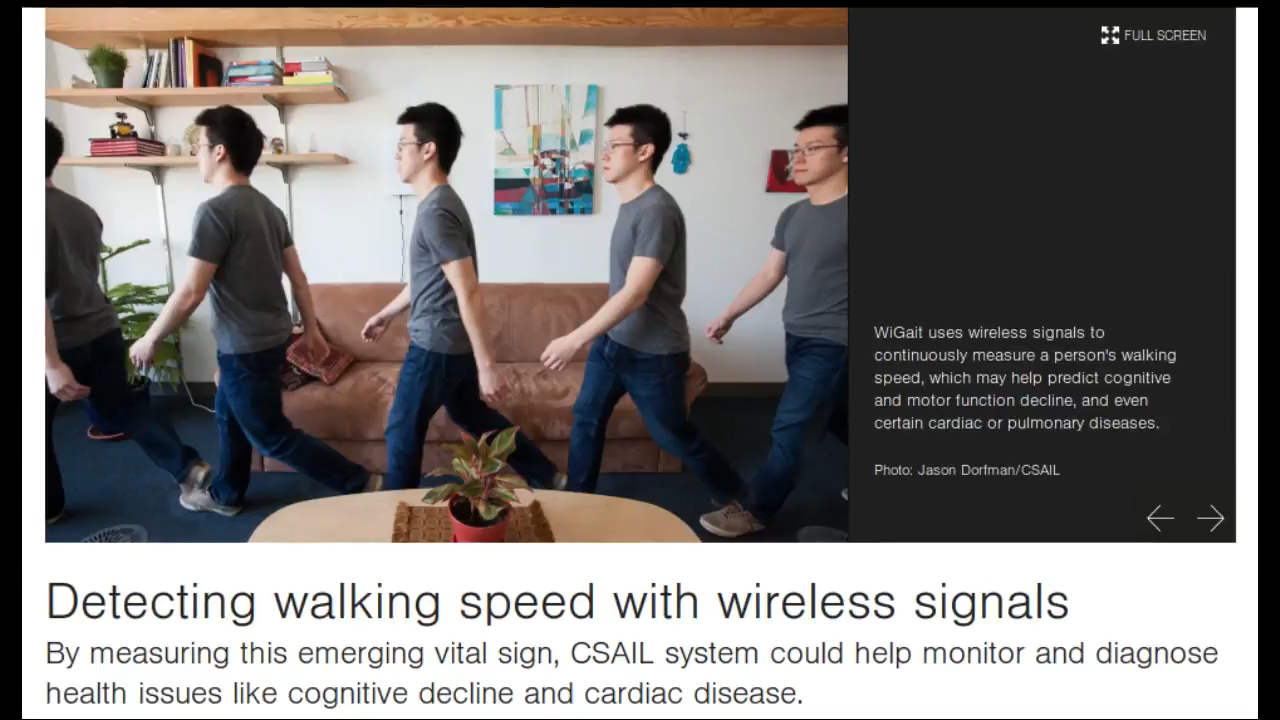 FULL SCREEN
WiGait uses wireless signals to
continuously measure a person's walking
speed, which may help predict cognitive
and motor function decline, and even
certain cardiac or pulmonary diseases.
Photo: Jason Dorfman/CSAIL
Detecting walking speed with wireless signals
By measuring this emerging vital sign, CSAIL system could help monitor and diagnose
health issues like cognitive decline and cardiac disease.